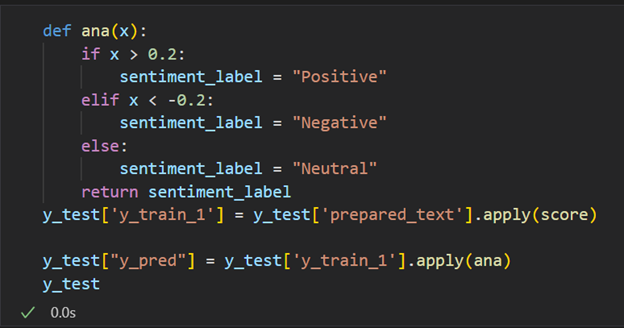 def ana(x):
    if x > 0.2:
        sentiment_label = "Positive"
    elif x < -0.2:
        sentiment_label = "Negative"
    else:
        sentiment_label = "Neutral"
    return sentiment_label
y_test['y_train_1'] = y_test['prepared_text'].apply(score)

y_test["y_pred"] = y_test['y_train_1'].apply(ana)
y_test
0.0s